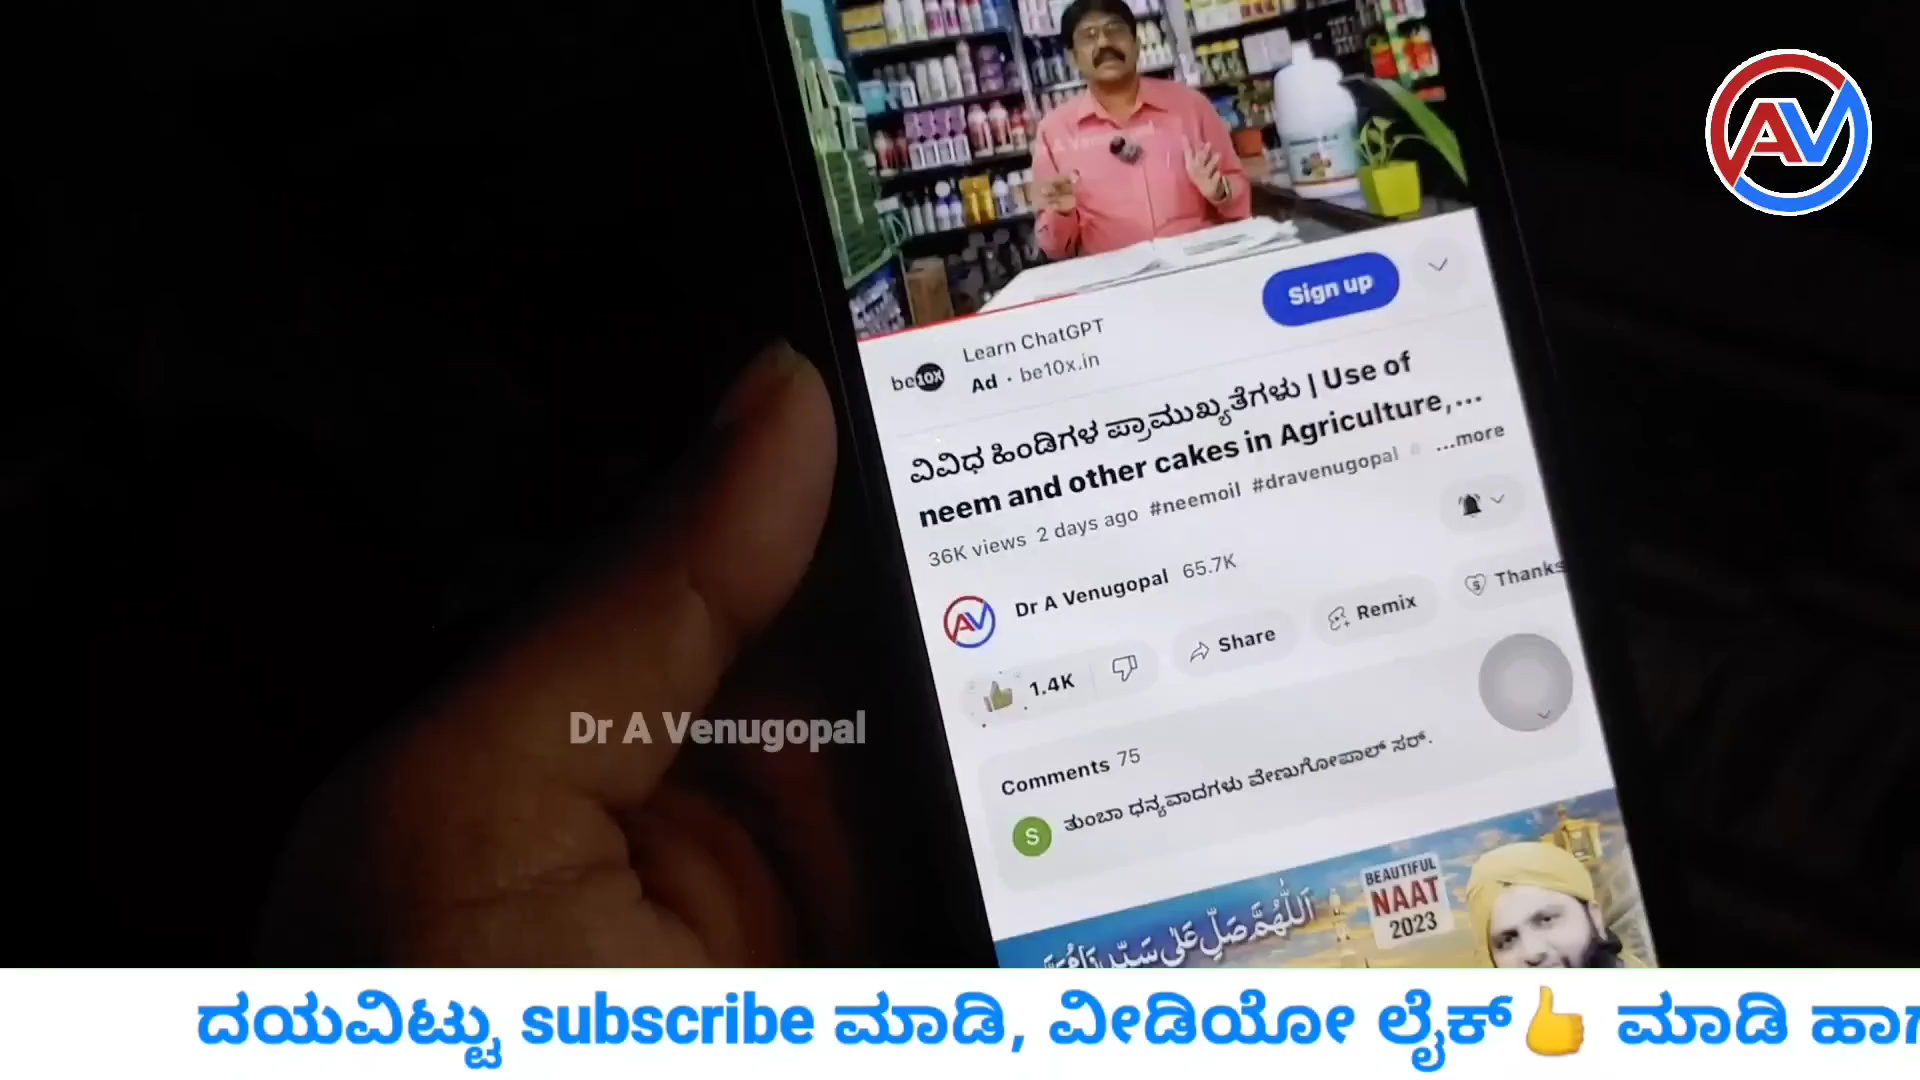 AV
Sign up
be10x
Learn ChatGPT
Ad · be10x.in
ವಿವಿಧ ಹಿಂಡಿಗಳ ಪ್ರಾಮುಖ್ಯತೆಗಳು | Use of
neem and other cakes in Agriculture,...
36K views 2 days ago #neemoil #dravenugopal ...more
AV
Dr A Venugopal 65.7K
1.4K
Share
Remix
Thanks
Dr A Venugopal
Comments 75
S
ತುಂಬಾ ಧನ್ಯವಾದಗಳು ವೇಣುಗೋಪಾಲ್ ಸರ್.
BEAUTIFUL
NAAT
2023
ದಯವಿಟ್ಟು subscribe ಮಾಡಿ, ವೀಡಿಯೋ ಲೈಕ್👍 ಮಾಡಿ